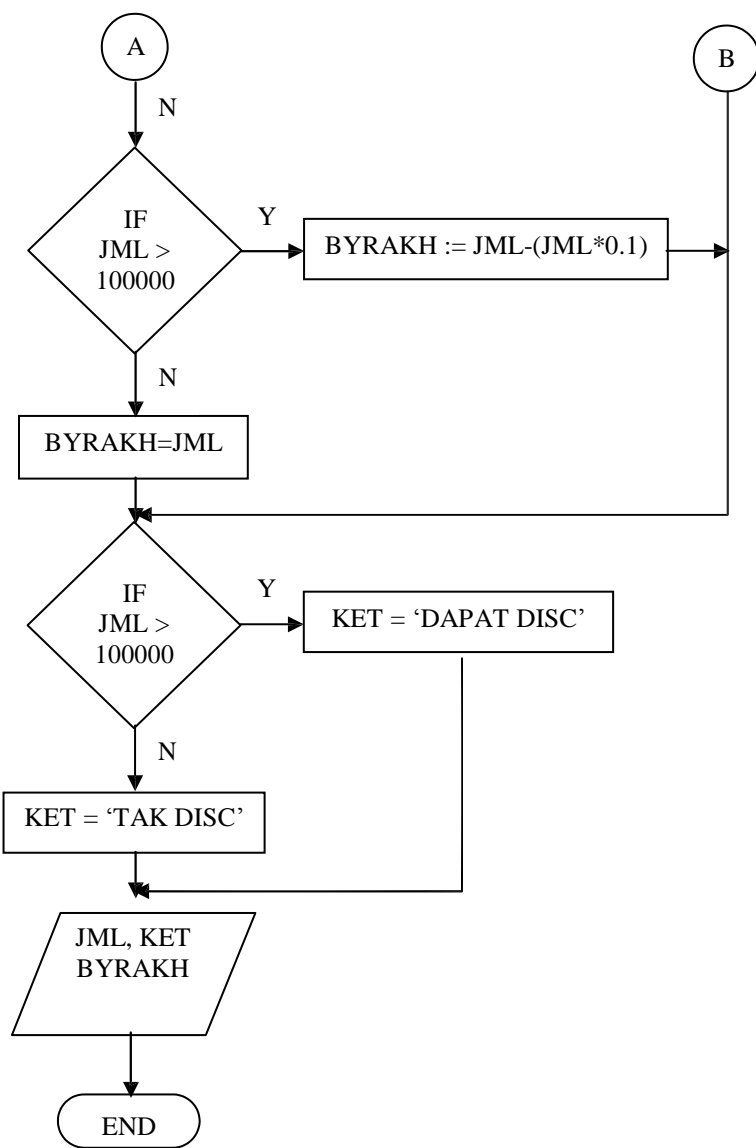 A
B
N
IF
JML >
100000
Y
BYRAKH := JML-(JML*0.1)
N
BYRAKH=JML
IF
JML >
100000
Y
KET = ‘DAPAT DISC’
N
KET = ‘TAK DISC’
JML, KET
BYRAKH
END